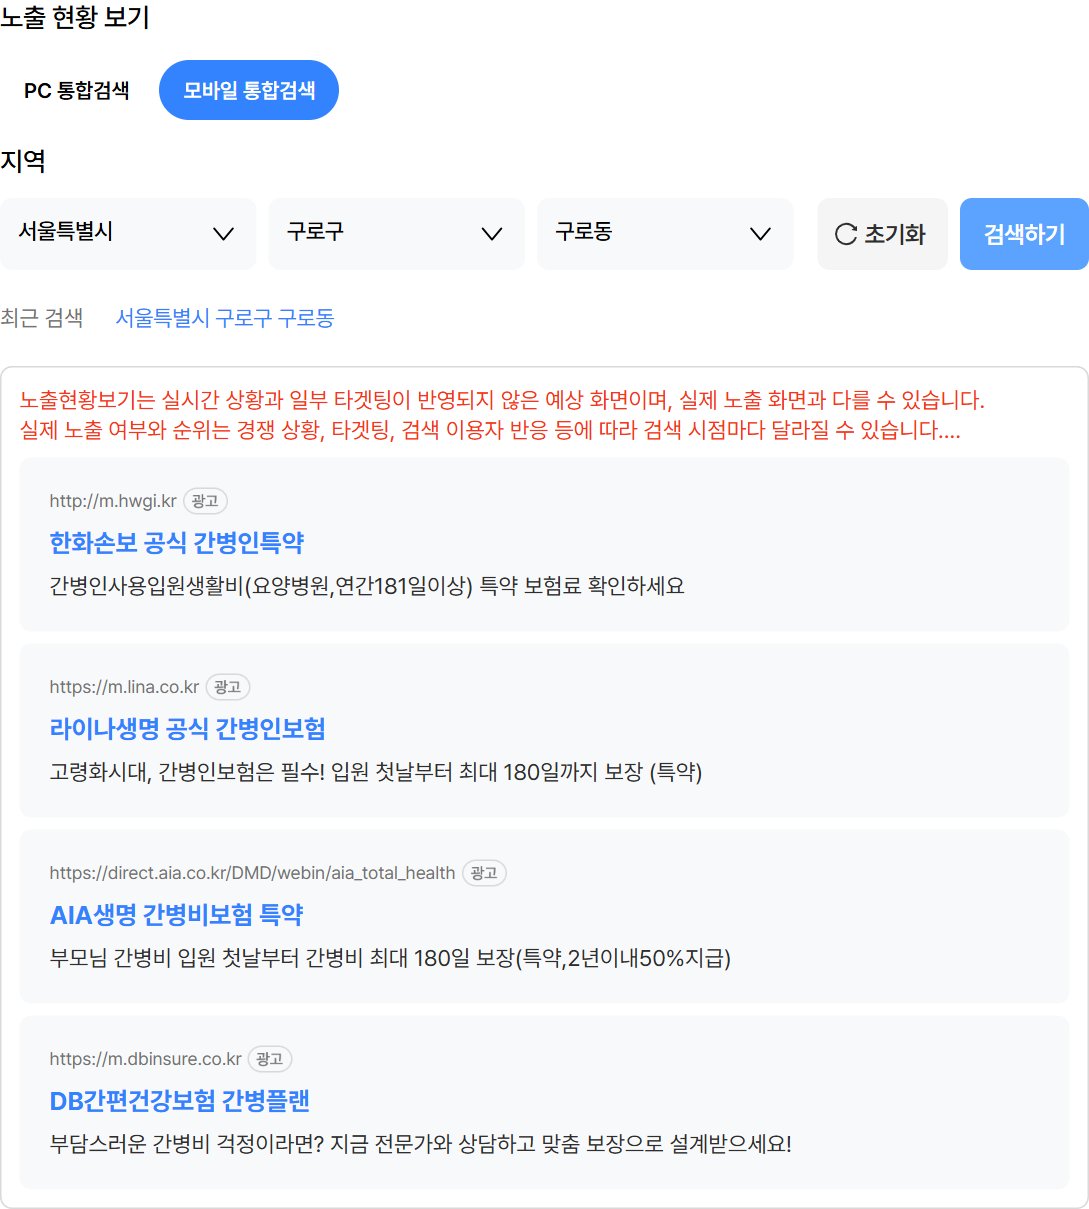 노출 현황 보기
PC 통합검색 모바일 통합검색
지역
서울특별시 구로구 구로동 초기화 검색하기
최근 검색 서울특별시 구로구 구로동
노출현황보기는 실시간 상황과 일부 타겟팅이 반영되지 않은 예상 화면이며, 실제 노출 화면과 다를 수 있습니다.
실제 노출 여부와 순위는 경쟁 상황, 타겟팅, 검색 이용자 반응 등에 따라 검색 시점마다 달라질 수 있습니다....
http://m.hwgi.kr 광고
한화손보 공식 간병인특약
간병인사용입원생활비(요양병원,연간181일이상) 특약 보험료 확인하세요
https://m.lina.co.kr 광고
라이나생명 공식 간병인보험
고령화시대, 간병인보험은 필수! 입원 첫날부터 최대 180일까지 보장 (특약)
https://direct.aia.co.kr/DMD/webin/aia_total_health 광고
AIA생명 간병비보험 특약
부모님 간병비 입원 첫날부터 간병비 최대 180일 보장(특약,2년이내50%지급)
https://m.dbinsure.co.kr 광고
DB간편건강보험 간병플랜
부담스러운 간병비 걱정이라면? 지금 전문가와 상담하고 맞춤 보장으로 설계받으세요!